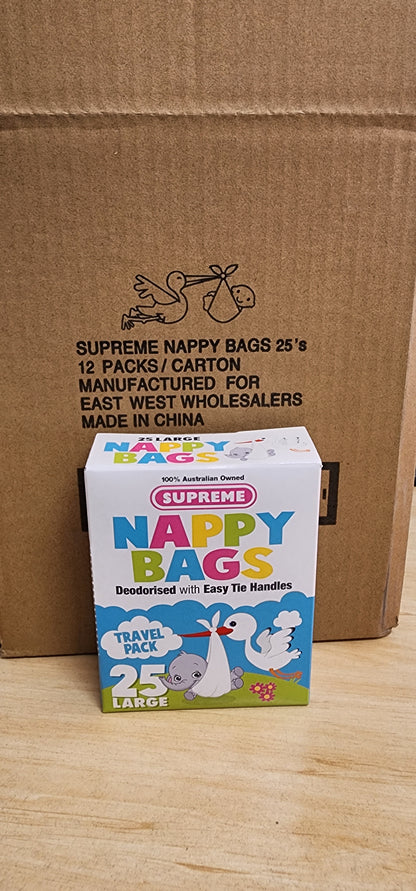 SUPREME NAPPY BAGS 25's
12 PACKS / CARTON
MANUFACTURED FOR
EAST WEST WHOLESALERS
MADE IN CHINA
25 LARGE
NAPPY
BAGS
100% Australian Owned
SUPREME
NAPPY
BAGS
Deodorised with Easy Tie Handles
TRAVEL
PACK
25
LARGE